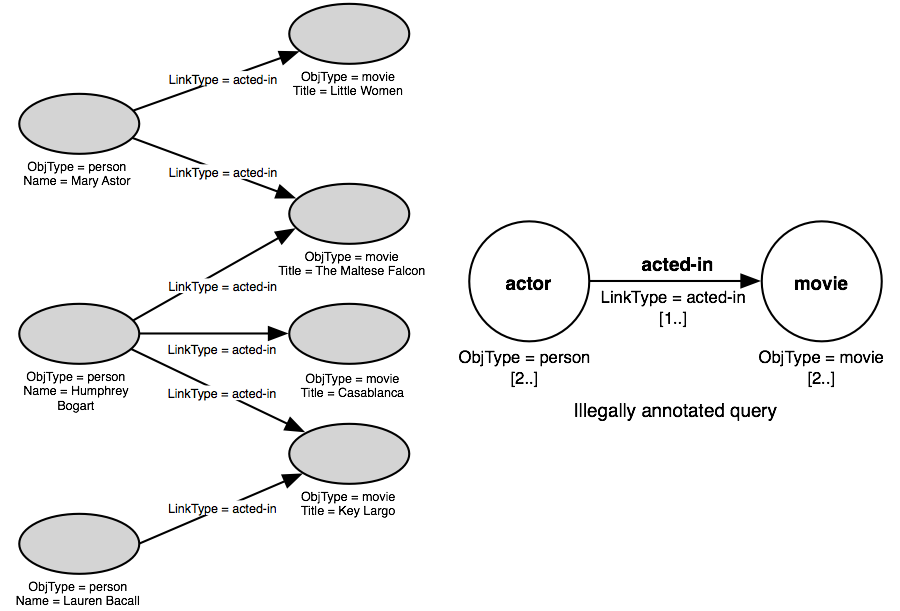 LinkType = acted-in
ObjType = movie
Title = Little Women
ObjType = person
Name = Mary Astor
LinkType = acted-in
ObjType = movie
Title = The Maltese Falcon
LinkType = acted-in
LinkType = acted-in
ObjType = person
Name = Humphrey
Bogart
ObjType = movie
Title = Casablanca
LinkType = acted-in
ObjType = movie
Title = Key Largo
LinkType = acted-in
ObjType = person
Name = Lauren Bacall
actor
acted-in
LinkType = acted-in
[1..]
movie
ObjType = person
[2..]
ObjType = movie
[2..]
Illegally annotated query